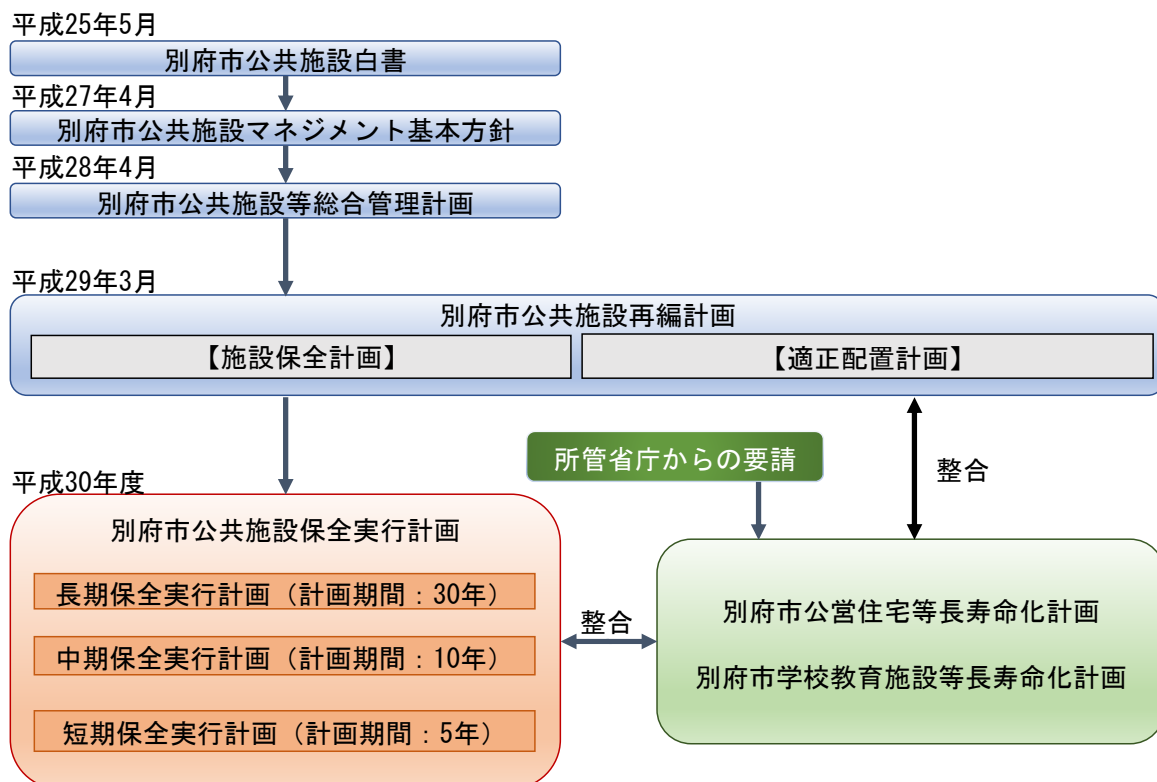 平成25年5月
別府市公共施設白書
平成27年4月
別府市公共施設マネジメント基本方針
平成28年4月
別府市公共施設等総合管理計画
平成29年3月
別府市公共施設再編計画
【施設保全計画】
【適正配置計画】
所管省庁からの要請
整合
平成30年度
別府市公共施設保全実行計画
長期保全実行計画（計画期間：30年）
中期保全実行計画（計画期間：10年）
短期保全実行計画（計画期間：5年）
整合
別府市公営住宅等長寿命化計画
別府市学校教育施設等長寿命化計画